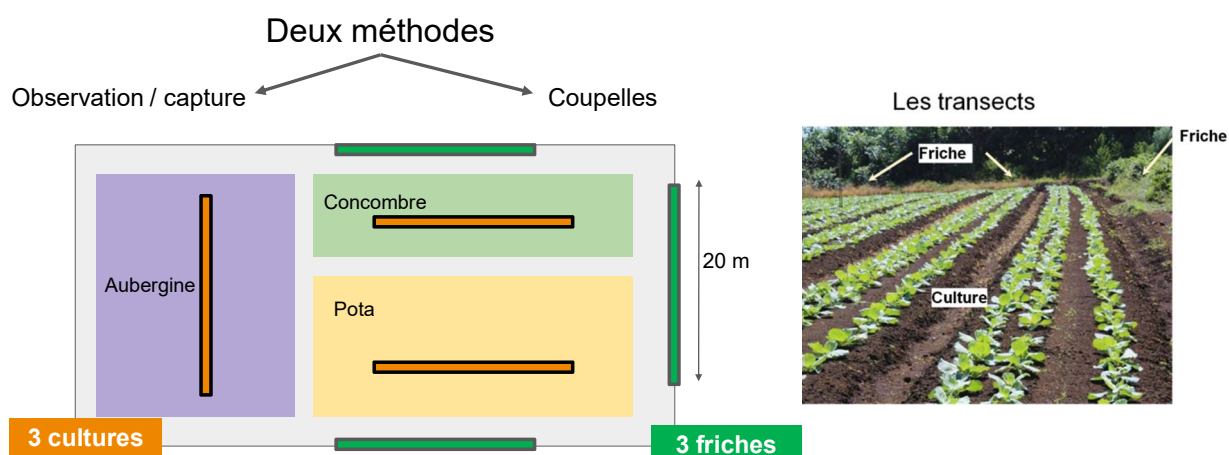 Deux méthodes
Observation / capture
Coupelles
Concombre
Aubergine
Pota
20 m
3 cultures
3 friches
Les transects
Friche
Friche
Culture